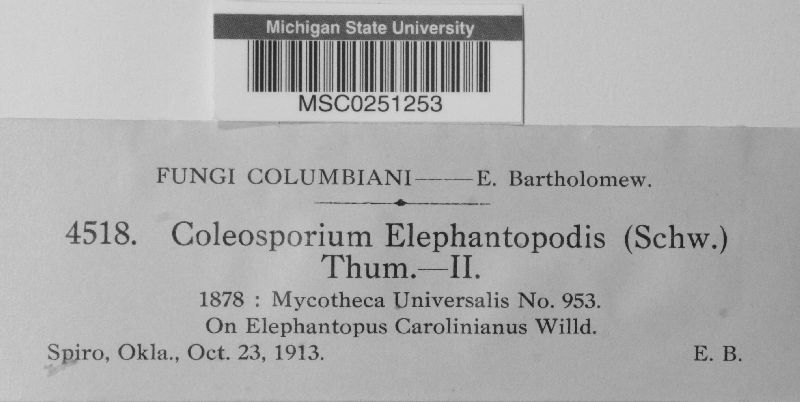 Michigan State University
MSC0251253
FUNGI COLUMBIANI——E. Bartholomew.
4518. Coleosporium Elephantopodis (Schw.)
Thum.—II.
1878 : Mycotheca Universalis No. 953.
On Elephantopus Carolinianus Willd.
Spiro, Okla., Oct. 23, 1913. E. B.